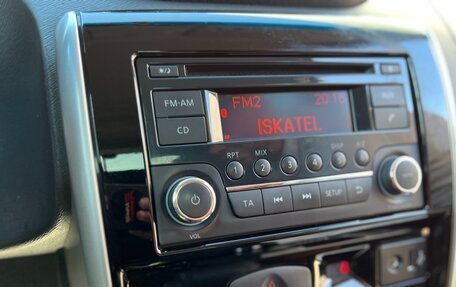 FM2 20:16
FM·AM AUX
ISKATEL
CD
RPT MIX DISP A-Z
1 2 3 4 5 6
TA SETUP
VOL